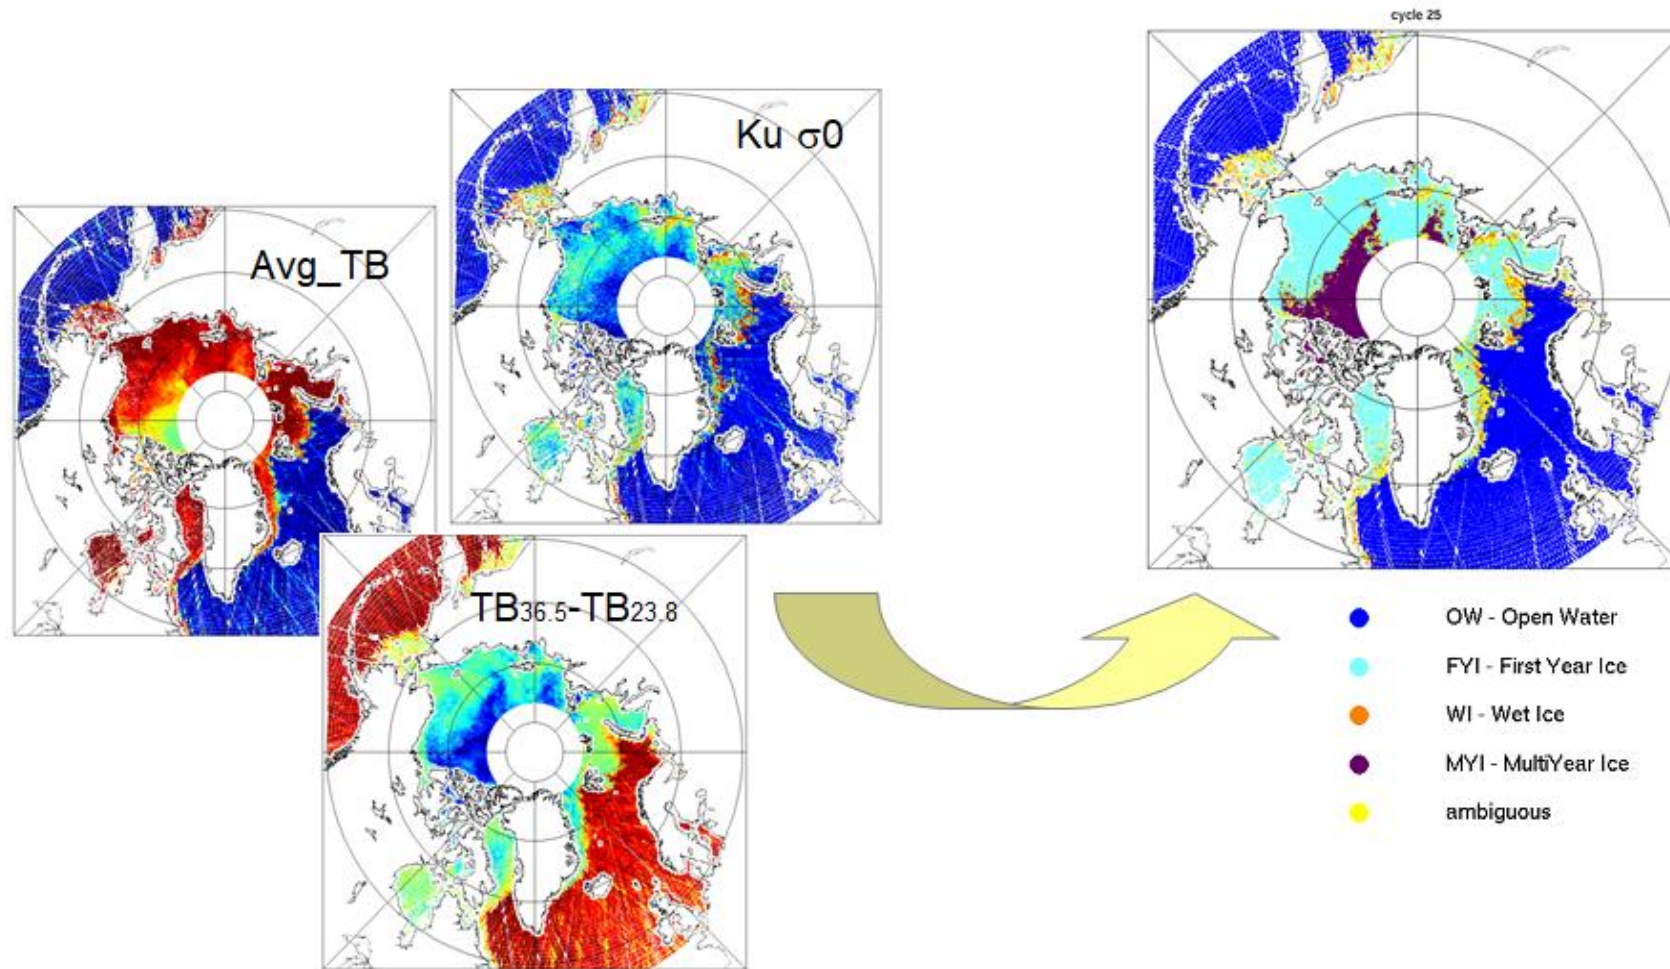 cycle 25
Ku σ0
Avg_TB
TB36.5-TB23.8
OW - Open Water
FYI - First Year Ice
WI - Wet Ice
MYI - MultiYear Ice
ambiguous